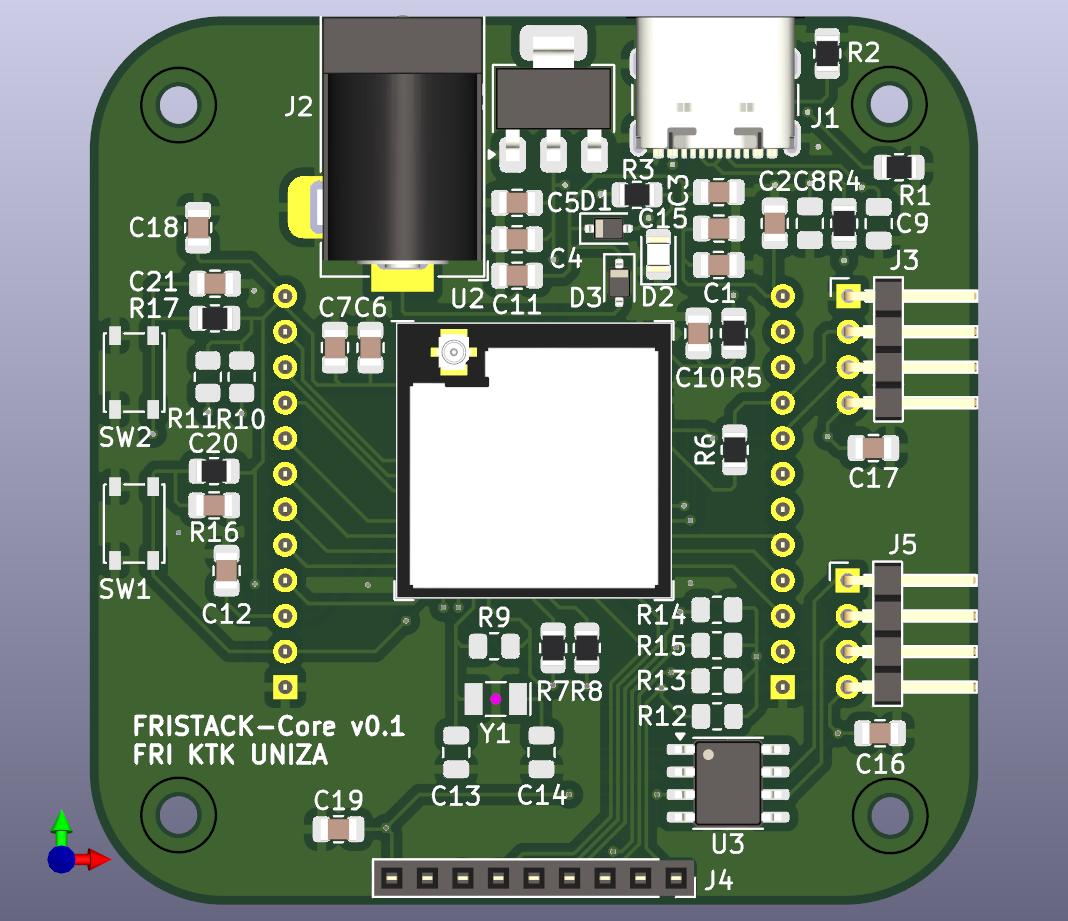 R2
J2
J1
R3
C3
C2C8R4
R1
C5D1
C15
C9
C18
C4
J3
C21
D3
D2
C1
R17
C7C6
U2
C11
C10R5
R11R10
SW2
C20
R6
C17
R16
J5
SW1
C12
R9
R14
R15
R13
R7R8
R12
FRISTACK-Core v0.1
Y1
FRI KTK UNIZA
C16
C19
C13
C14
U3
J4